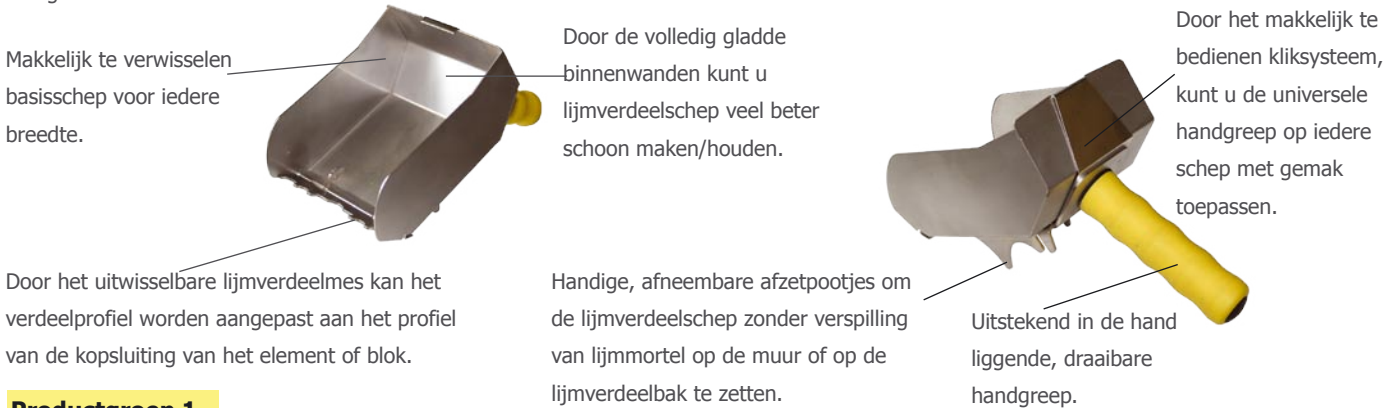 Makkelijk te verwisselen
basisschep voor iedere
breedte.
Door de volledig gladde
binnenwanden kunt u
lijmverdeelschep veel beter
schoon maken/houden.
Door het makkelijk te
bedienen kliksysteem,
kunt u de universele
handgreep op iedere
schep met gemak
toepassen.
Door het uitwisselbare lijmverdeelmes kan het
verdeelprofiel worden aangepast aan het profiel
van de kopsluiting van het element of blok.
Handige, afneembare afzetpootjes om
de lijmverdeelschep zonder verspilling
van lijmmortel op de muur of op de
lijmverdeelbak te zetten.
Uitstekend in de hand
liggende, draaibare
handgreep.
Productgroep 1